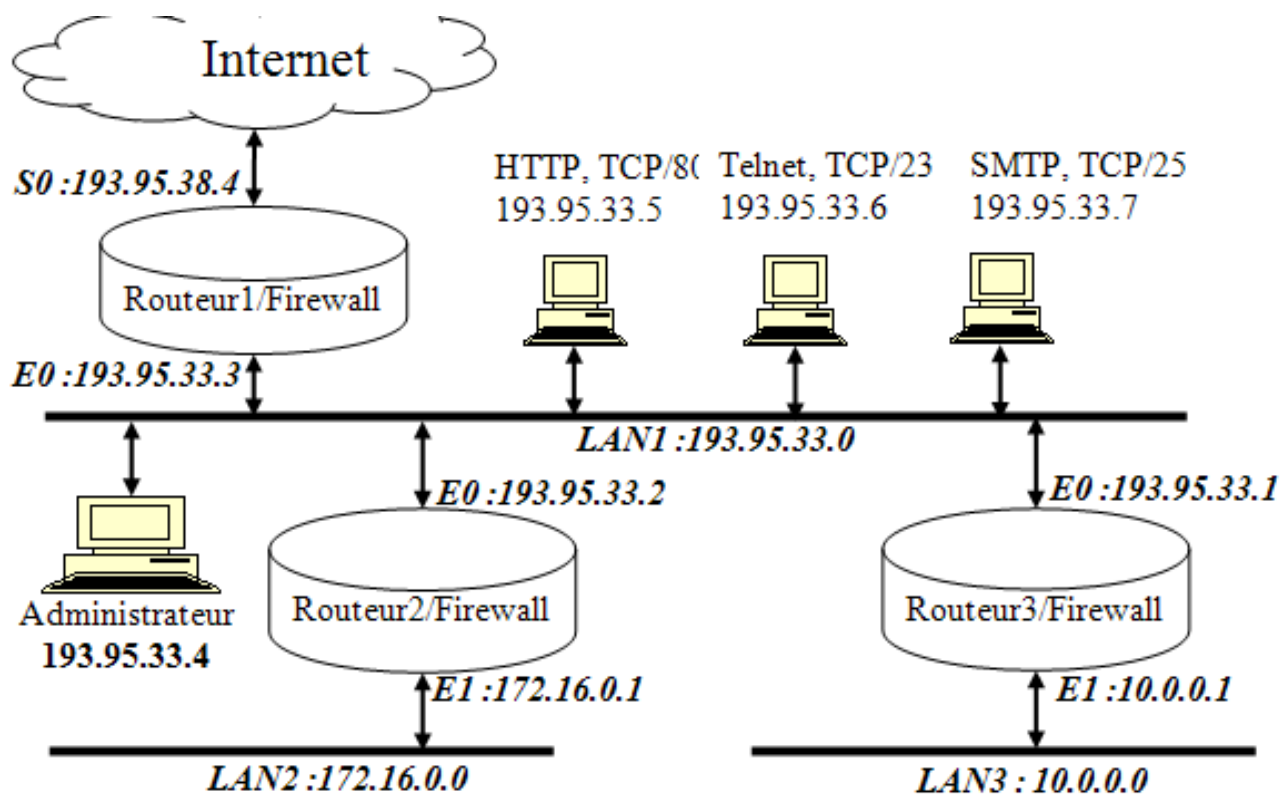 Internet
S0 :193.95.38.4
HTTP, TCP/80
193.95.33.5
Telnet, TCP/23
193.95.33.6
SMTP, TCP/25
193.95.33.7
Routeur1/Firewall
E0 :193.95.33.3
LAN1 :193.95.33.0
E0 :193.95.33.2
E0 :193.95.33.1
Administrateur
193.95.33.4
Routeur2/Firewall
Routeur3/Firewall
E1 :172.16.0.1
E1 :10.0.0.1
LAN2 :172.16.0.0
LAN3 : 10.0.0.0